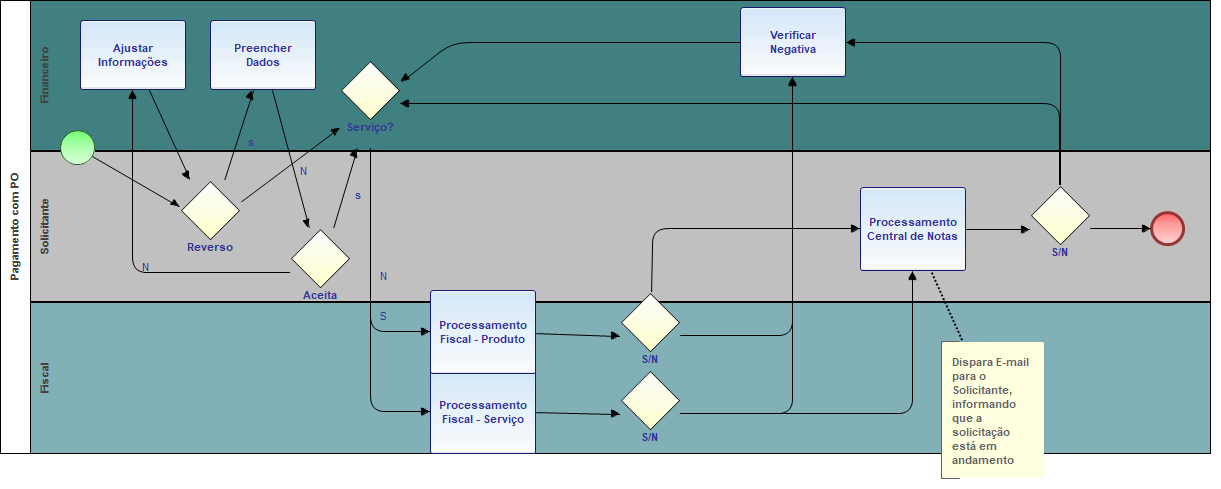 Pagamento com PO
Financeiro
Ajustar
Informações
Preencher
Dados
Serviço?
Verificar
Negativa
s
N
s
N
Solicitante
Reverso
Aceita
N
Processamento
Central de Notas
S/N
Fiscal
S
Processamento
Fiscal - Produto
S/N
Processamento
Fiscal - Serviço
S/N
Dispara E-mail
para o
Solicitante,
informando
que a
solicitação
está em
andamento